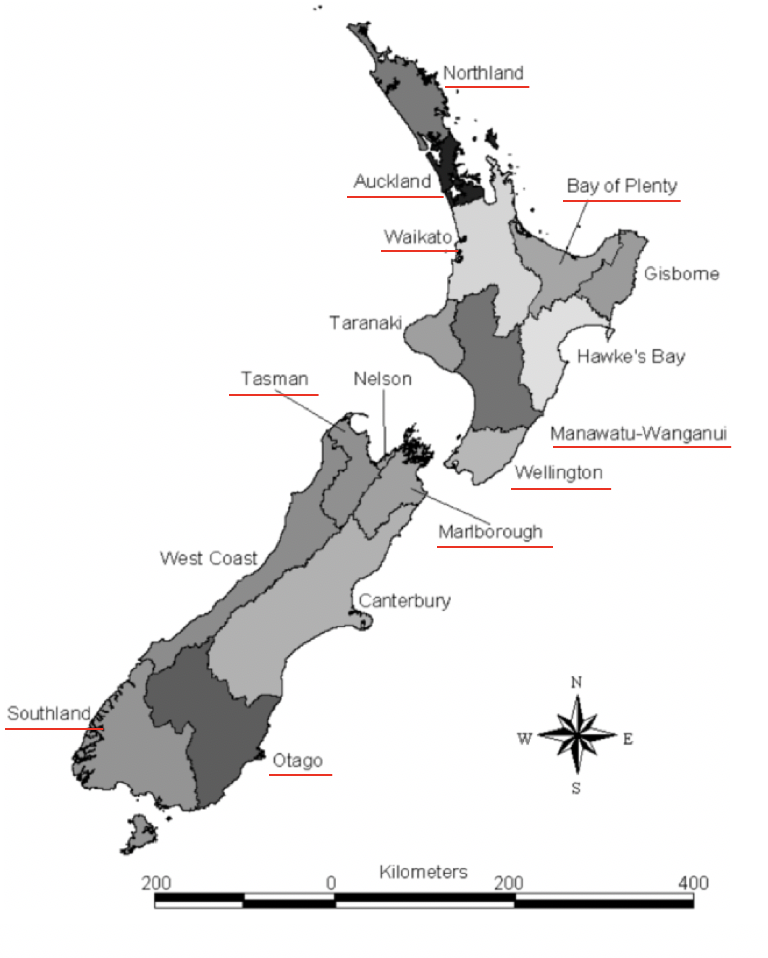 Northland
Auckland
Bay of Plenty
Waikato
Gisborne
Taranaki
Hawke's Bay
Tasman
Nelson
Manawatu-Wanganui
Wellington
Marlborough
West Coast
Canterbury
N
Southland
W
E
Otago
S
Kilometers
200
0
200
400